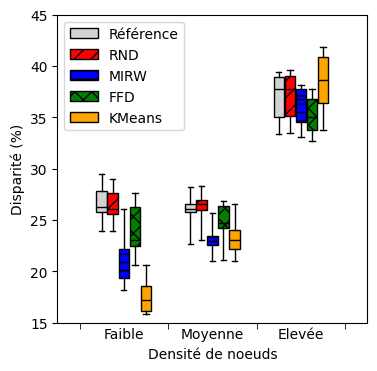 45
40
35
30
25
20
15
Disparité (%)
Référence
RND
MIRW
FFD
KMeans
Faible Moyenne Elevée
Densité de noeuds